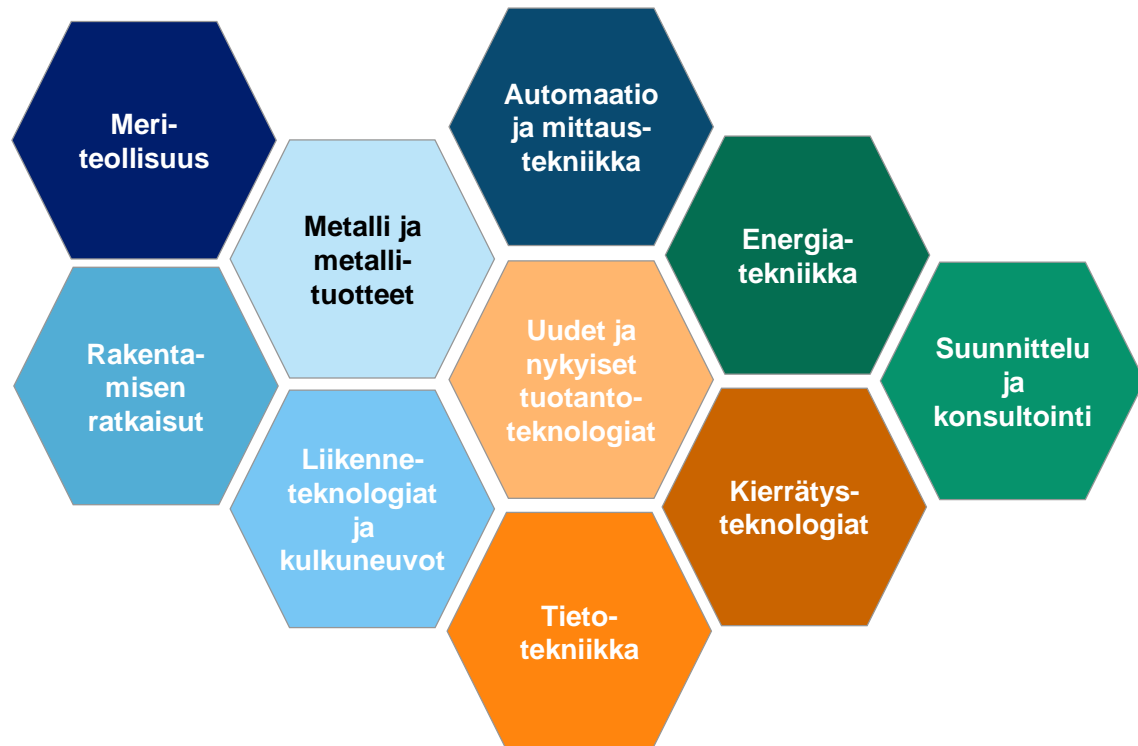 Meri-
teollisuus
Automaatio
ja mittaus-
tekniikka
Metalli ja
metalli-
tuotteet
Energia-
tekniikka
Rakenta-
misen
ratkaisut
Uudet ja
nykyiset
tuotanto-
teknologiat
Suunnittelu
ja
konsultointi
Liikenne-
teknologiat
ja
kulkuneuvot
Kierrätys-
teknologiat
Tieto-
tekniikka